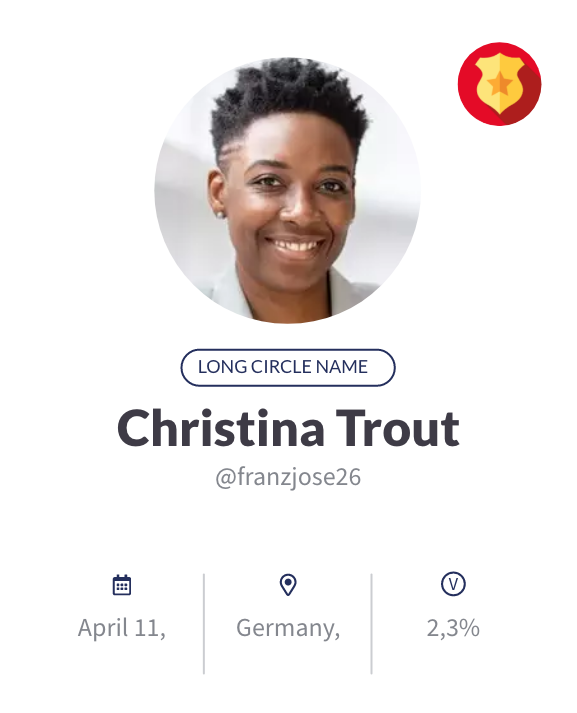 LONG CIRCLE NAME
Christina Trout
@franzjose26
April 11,
Germany,
V
2,3%